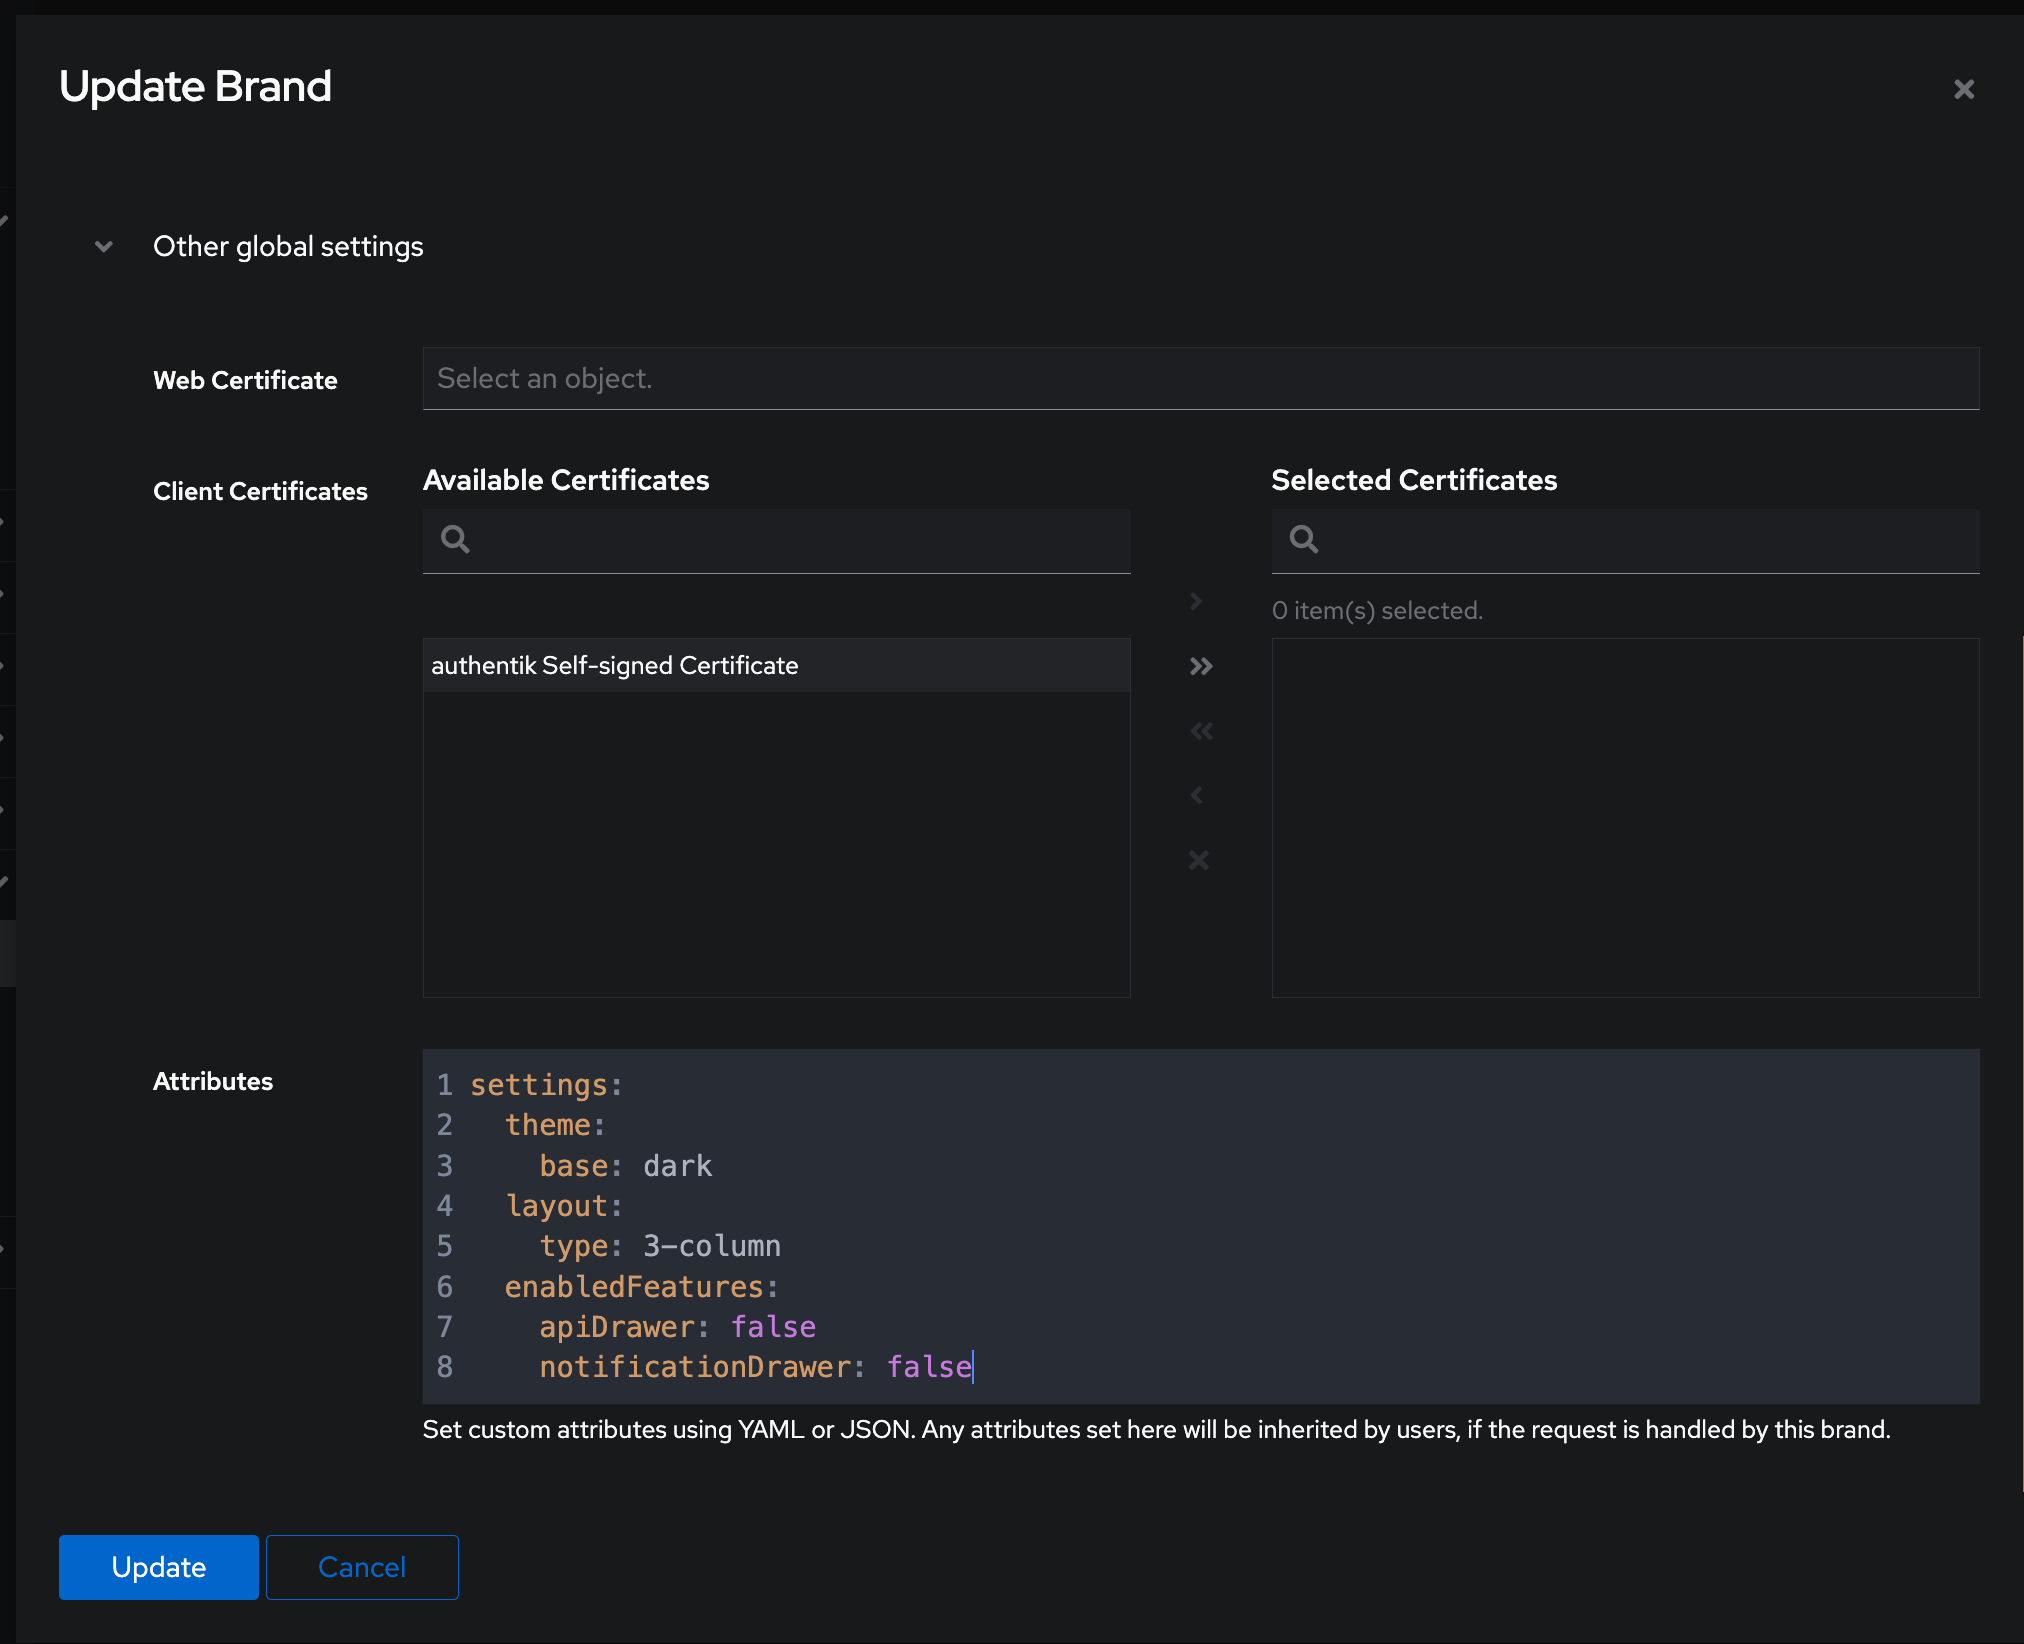 Update Brand
Other global settings
Web Certificate
Select an object.
Client Certificates
Available Certificates
Selected Certificates
0 item(s) selected.
authentik Self-signed Certificate
Attributes
1 settings:
2   theme:
3     base: dark
4   layout:
5     type: 3-column
6   enabledFeatures:
7     apiDrawer: false
8     notificationDrawer: false
Set custom attributes using YAML or JSON. Any attributes set here will be inherited by users, if the request is handled by this brand.
Update
Cancel